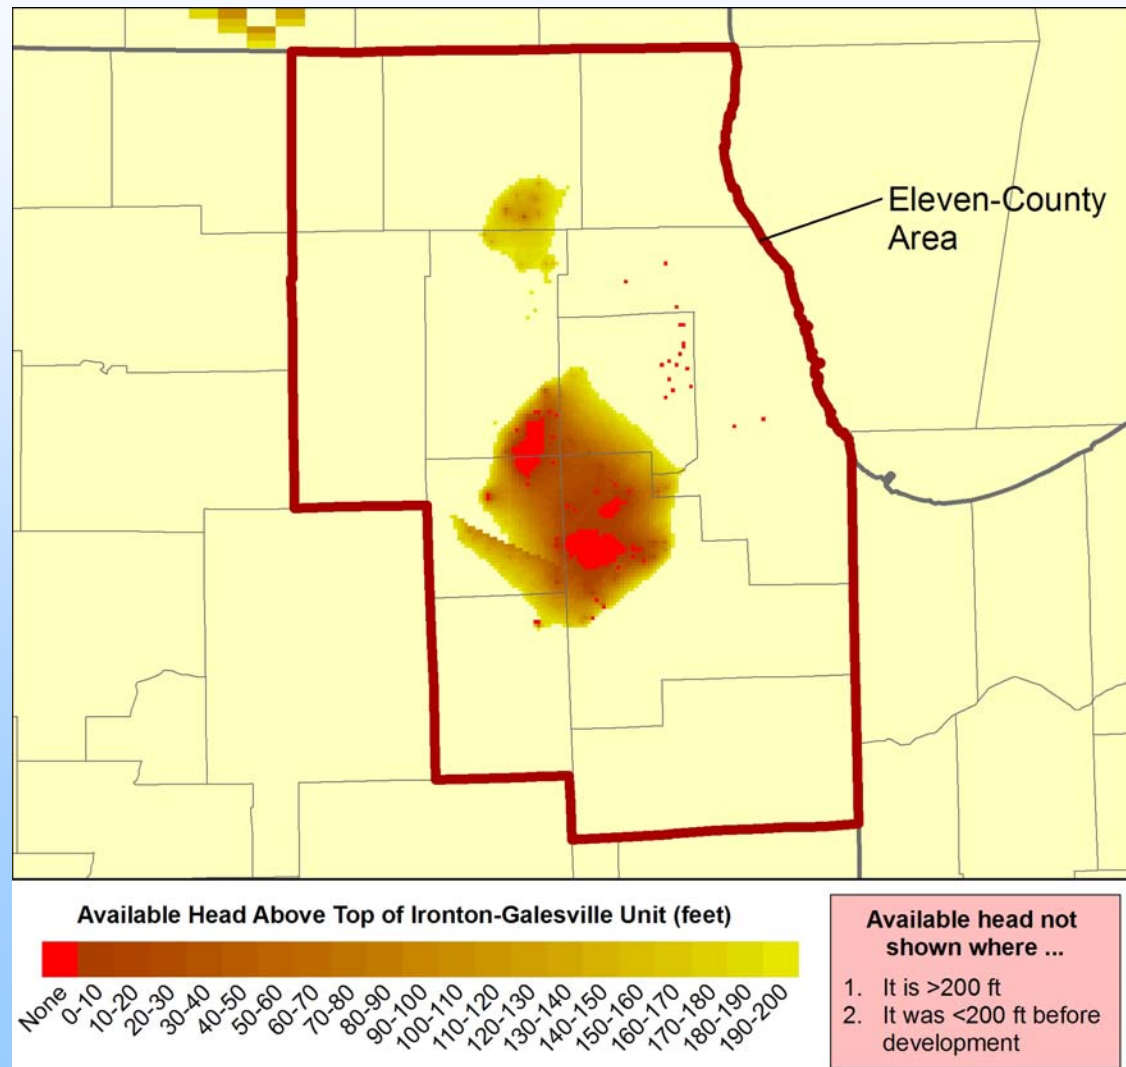 Eleven-County
Area
Available Head Above Top of Ironton-Galesville Unit (feet)
None
0-10
10-20
20-30
30-40
40-50
50-60
60-70
70-80
80-90
90-100
100-110
110-120
120-130
130-140
140-150
150-160
160-170
170-180
180-190
190-200
Available head not
shown where ...
1. It is >200 ft
2. It was <200 ft before
development